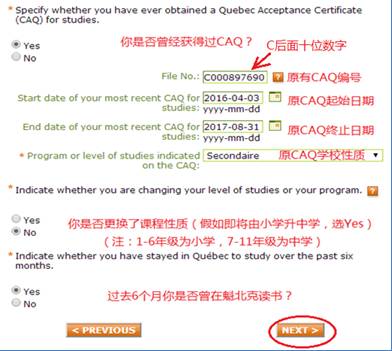 * Specify whether you have ever obtained a Quebec Acceptance Certificate
(CAQ) for studies.
Yes 你是否曾经获得过CAQ？ C后面十位数字
No
File No.: C000897690 ? 原有CAQ编号
Start date of your most recent CAQ for studies: 2016-04-03 原CAQ起始日期
yyyy-mm-dd
End date of your most recent CAQ for studies: 2017-08-31 原CAQ终止日期
yyyy-mm-dd
* Program or level of studies indicated on the CAQ: Secondaire 原CAQ学校性质
* Indicate whether you are changing your level of studies or your program. ?
Yes 你是否更换了课程性质（假如即将由小学升中学，选Yes）
No （注：1-6年级为小学，7-11年级为中学）
* Indicate whether you have stayed in Québec to study over the past six
months.
Yes 过去6个月你是否曾在魁北克读书？
No
< PREVIOUS NEXT >